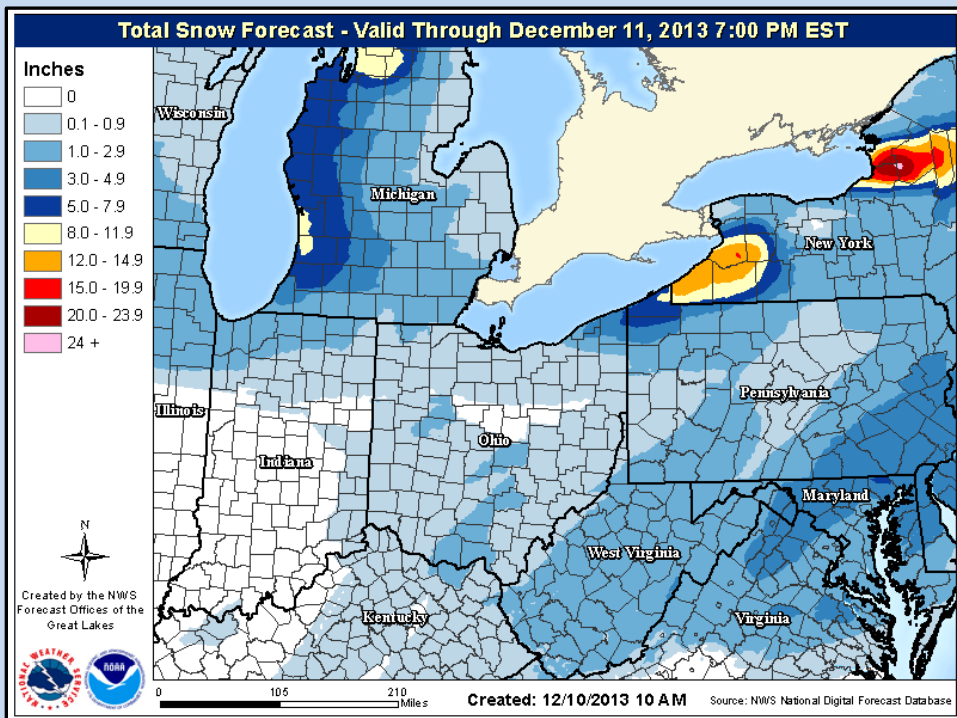 Total Snow Forecast - Valid Through December 11, 2013 7:00 PM EST
Inches
0
0.1 - 0.9
1.0 - 2.9
3.0 - 4.9
5.0 - 7.9
8.0 - 11.9
12.0 - 14.9
15.0 - 19.9
20.0 - 23.9
24 +
Wisconsin
Michigan
New York
Illinois
Indiana
Ohio
Pennsylvania
Maryland
West Virginia
Kentucky
Virginia
N
Created by the NWS
Forecast Offices of the
Great Lakes
NATIONAL WEATHER SERVICE
NOAA
0 105 210
Miles
Created: 12/10/2013 10 AM
Source: NWS National Digital Forecast Database